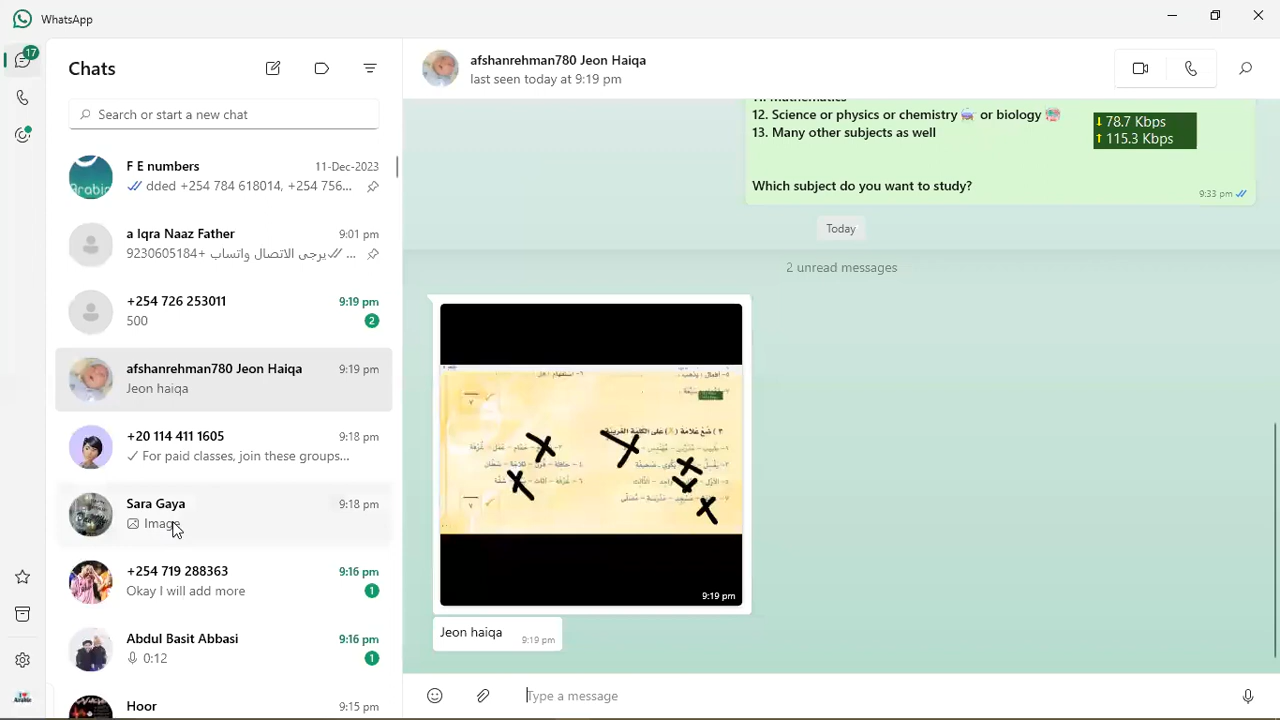 WhatsApp
17
Chats
Search or start a new chat
F E numbers
11-Dec-2023
dded +254 784 618014, +254 756...
a Iqra Naaz Father
9:01 pm
يرجى الاتصال واتساب +9230605184 ...
+254 726 253011
9:19 pm
500
2
afshanrehman780 Jeon Haiqa
9:19 pm
Jeon haiqa
+20 114 411 1605
9:18 pm
For paid classes, join these groups...
Sara Gaya
9:18 pm
Image
+254 719 288363
9:16 pm
Okay I will add more
1
Abdul Basit Abbasi
9:16 pm
0:12
1
Hoor
9:15 pm
afshanrehman780 Jeon Haiqa
last seen today at 9:19 pm
12. Science or physics or chemistry or biology
13. Many other subjects as well
↓ 78.7 Kbps
↑ 115.3 Kbps
Which subject do you want to study?
9:33 pm
Today
2 unread messages
9:19 pm
Jeon haiqa
9:19 pm
Type a message